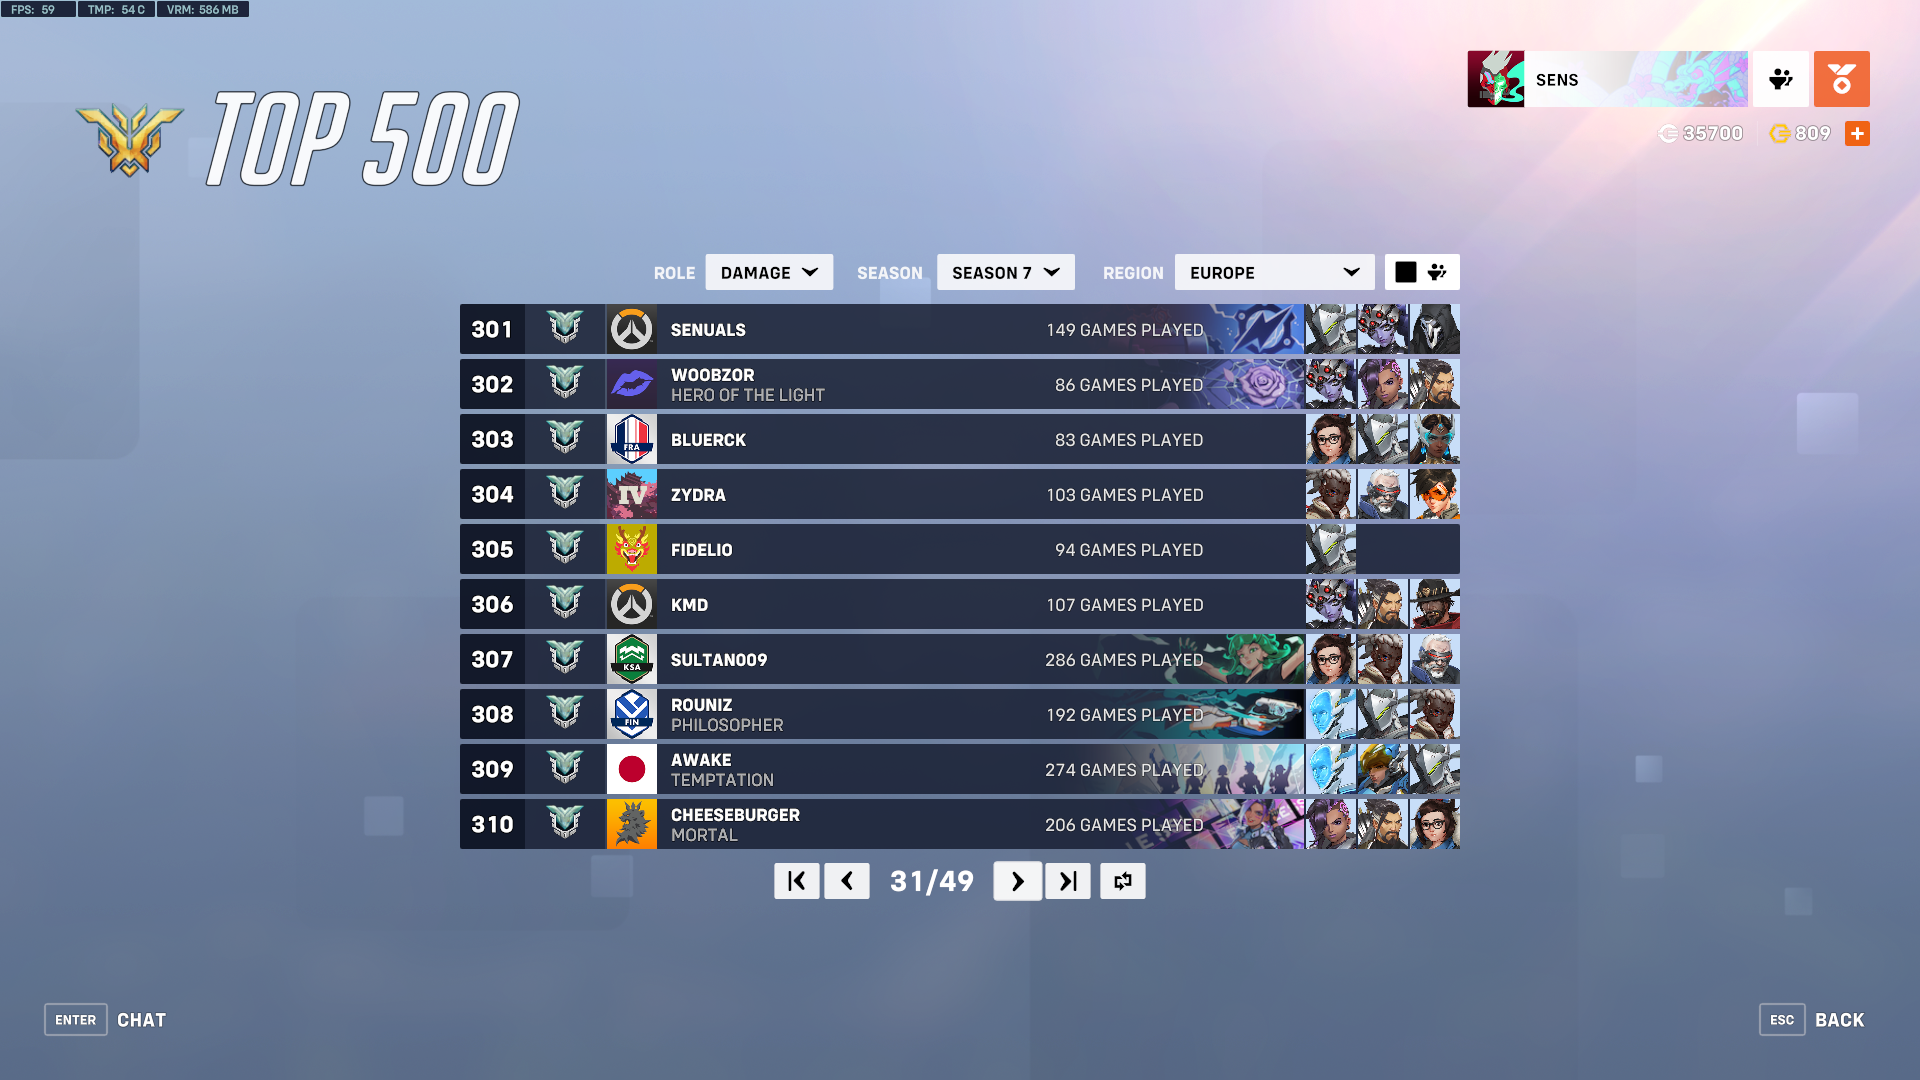 FPS: 59 TMP: 54 C VRM: 586 MB
TOP 500
SENS
35700 809
ROLE DAMAGE SEASON SEASON 7 REGION EUROPE
301 SENUALS 149 GAMES PLAYED
302 WOOBZOR 86 GAMES PLAYED
HERO OF THE LIGHT
303 FRA BLUERCK 83 GAMES PLAYED
304 IV ZYDRA 103 GAMES PLAYED
305 FIDELIO 94 GAMES PLAYED
306 KMD 107 GAMES PLAYED
307 KSA SULTAN009 286 GAMES PLAYED
308 FIN ROUNIZ 192 GAMES PLAYED
PHILOSOPHER
309 AWAKE 274 GAMES PLAYED
TEMPTATION
310 CHEESEBURGER 206 GAMES PLAYED
MORTAL
31/49
ENTER CHAT
ESC BACK